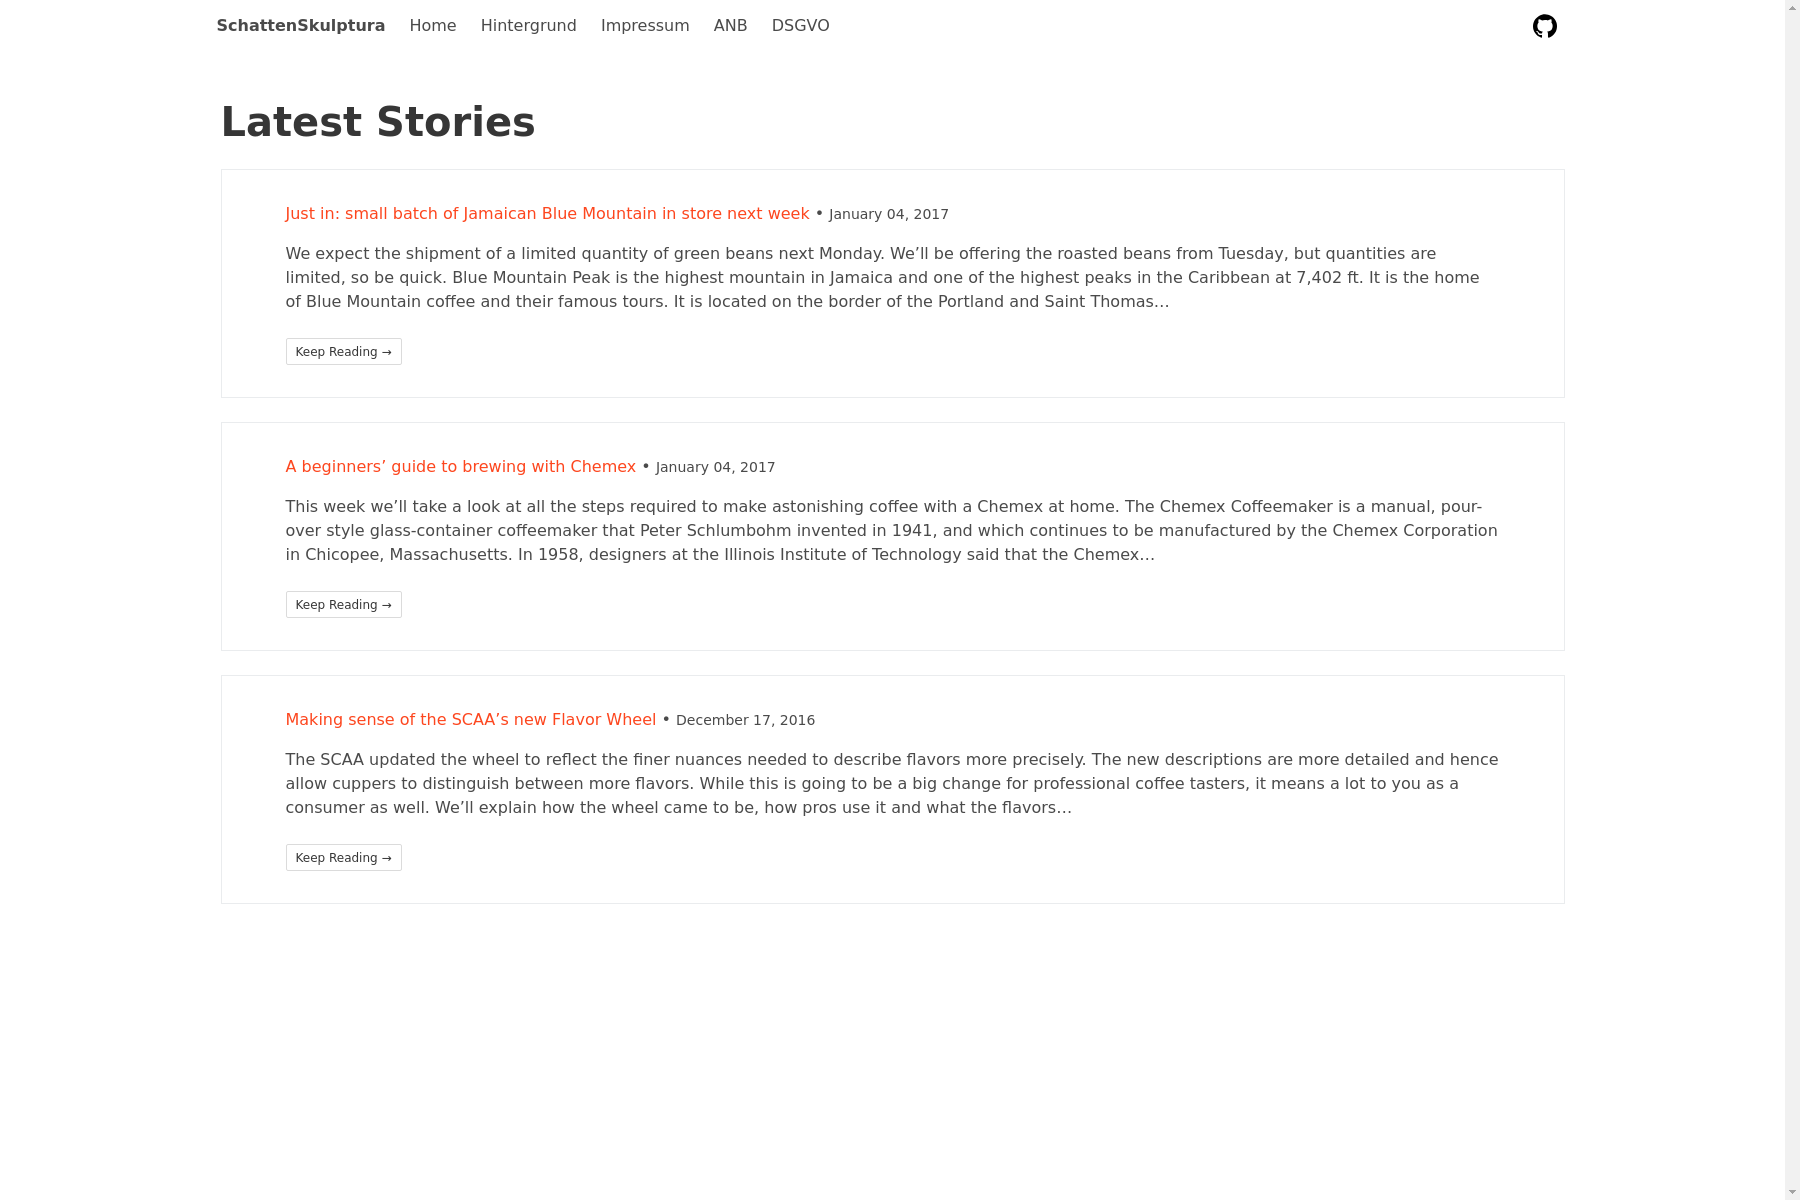 SchattenSkulptura Home Hintergrund Impressum ANB DSGVO
Latest Stories
Just in: small batch of Jamaican Blue Mountain in store next week • January 04, 2017
We expect the shipment of a limited quantity of green beans next Monday. We’ll be offering the roasted beans from Tuesday, but quantities are
limited, so be quick. Blue Mountain Peak is the highest mountain in Jamaica and one of the highest peaks in the Caribbean at 7,402 ft. It is the home
of Blue Mountain coffee and their famous tours. It is located on the border of the Portland and Saint Thomas…
Keep Reading →
A beginners’ guide to brewing with Chemex • January 04, 2017
This week we’ll take a look at all the steps required to make astonishing coffee with a Chemex at home. The Chemex Coffeemaker is a manual, pour-
over style glass-container coffeemaker that Peter Schlumbohm invented in 1941, and which continues to be manufactured by the Chemex Corporation
in Chicopee, Massachusetts. In 1958, designers at the Illinois Institute of Technology said that the Chemex…
Keep Reading →
Making sense of the SCAA’s new Flavor Wheel • December 17, 2016
The SCAA updated the wheel to reflect the finer nuances needed to describe flavors more precisely. The new descriptions are more detailed and hence
allow cuppers to distinguish between more flavors. While this is going to be a big change for professional coffee tasters, it means a lot to you as a
consumer as well. We’ll explain how the wheel came to be, how pros use it and what the flavors…
Keep Reading →